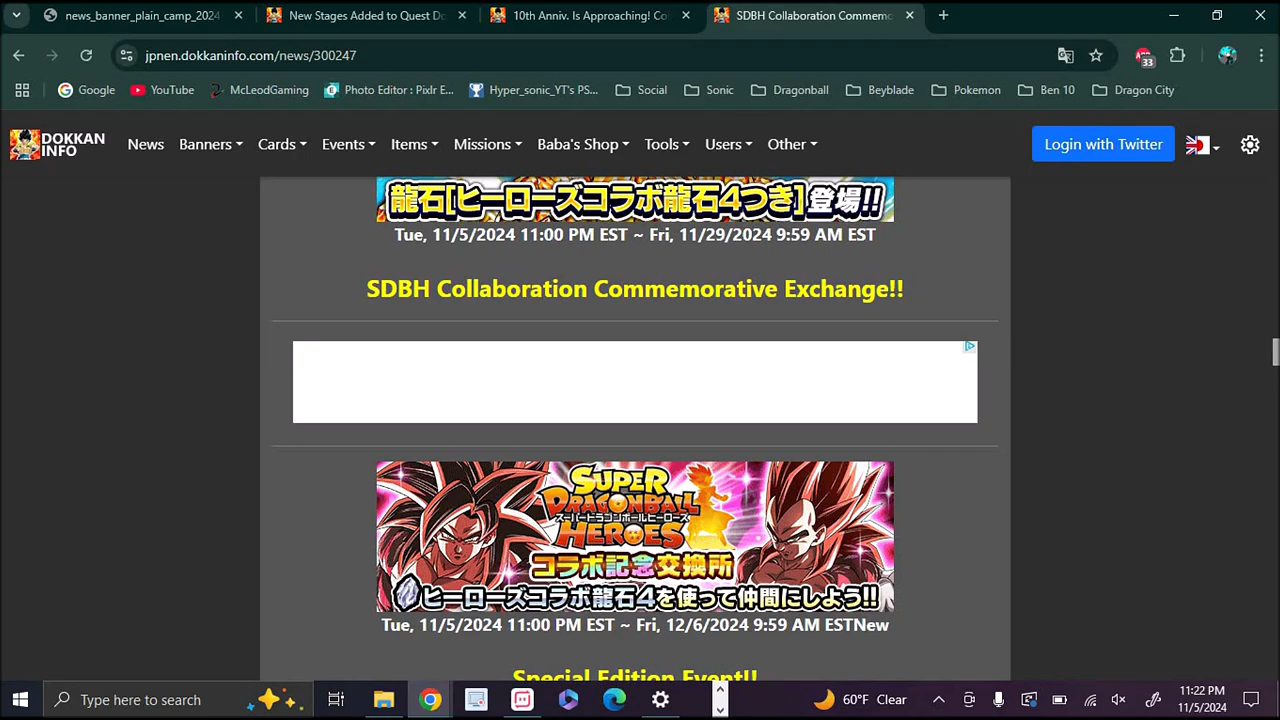 news_banner_plain_camp_2024
New Stages Added to Quest Do
10th Anniv. Is Approaching! Co
SDBH Collaboration Commemo
jpnen.dokkaninfo.com/news/300247
33
Google
YouTube
McLeodGaming
Photo Editor : Pixlr E...
Hyper_sonic_YT's PS...
Social
Sonic
Dragonball
Beyblade
Pokemon
Ben 10
Dragon City
DOKKAN
INFO
News
Banners
Cards
Events
Items
Missions
Baba's Shop
Tools
Users
Other
Login with Twitter
龍石[ヒーローズコラボ龍石4つき]登場!!
Tue, 11/5/2024 11:00 PM EST ~ Fri, 11/29/2024 9:59 AM EST
SDBH Collaboration Commemorative Exchange!!
SUPER
DRAGONBALL
スーパードラゴンボールヒーローズ
HEROES
コラボ記念交換所
ヒーローズコラボ龍石4を使って仲間にしよう!!
Tue, 11/5/2024 11:00 PM EST ~ Fri, 12/6/2024 9:59 AM ESTNew
Special Edition Event!!
Type here to search
60°F Clear
11:22 PM
11/5/2024